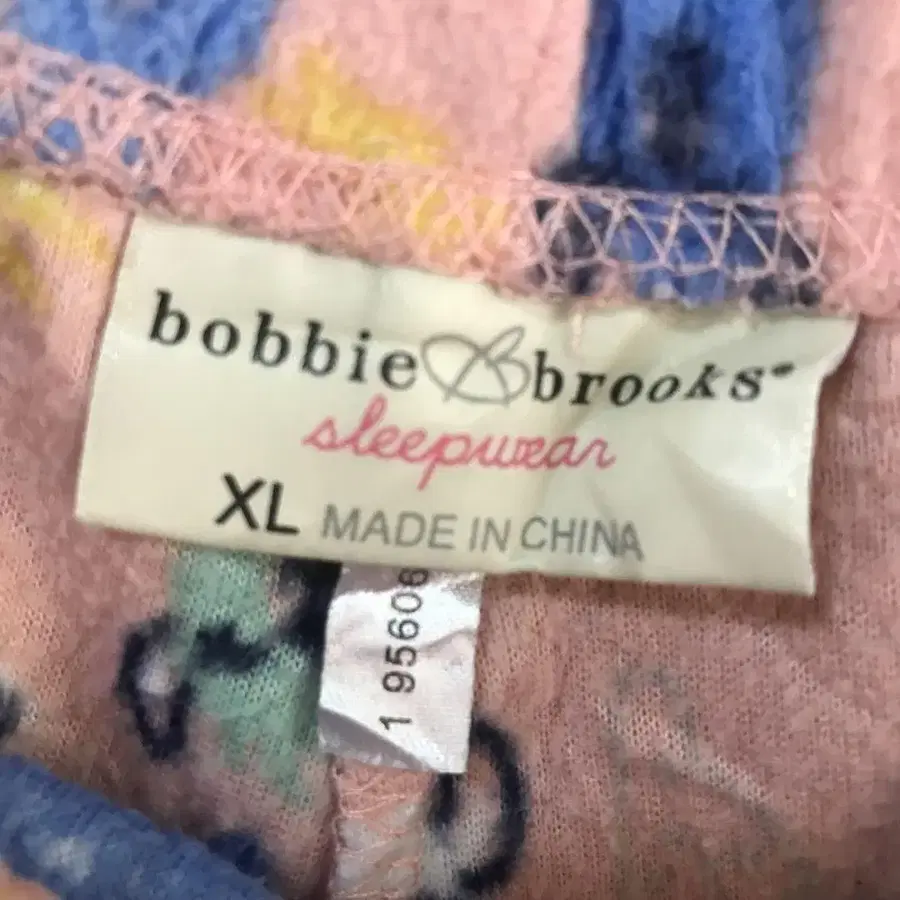 bobbie brooks
sleepwear
XL MADE IN CHINA
1 95606